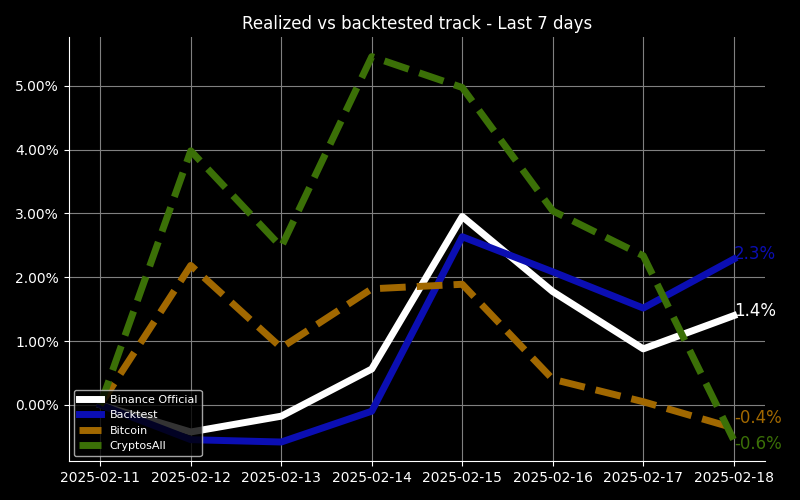 Realized vs backtested track - Last 7 days
5.00%
4.00%
3.00%
2.00%
1.00%
0.00%
2.3%
1.4%
-0.4%
-0.6%
Binance Official
Backtest
Bitcoin
CryptosAll
2025-02-11 2025-02-12 2025-02-13 2025-02-14 2025-02-15 2025-02-16 2025-02-17 2025-02-18